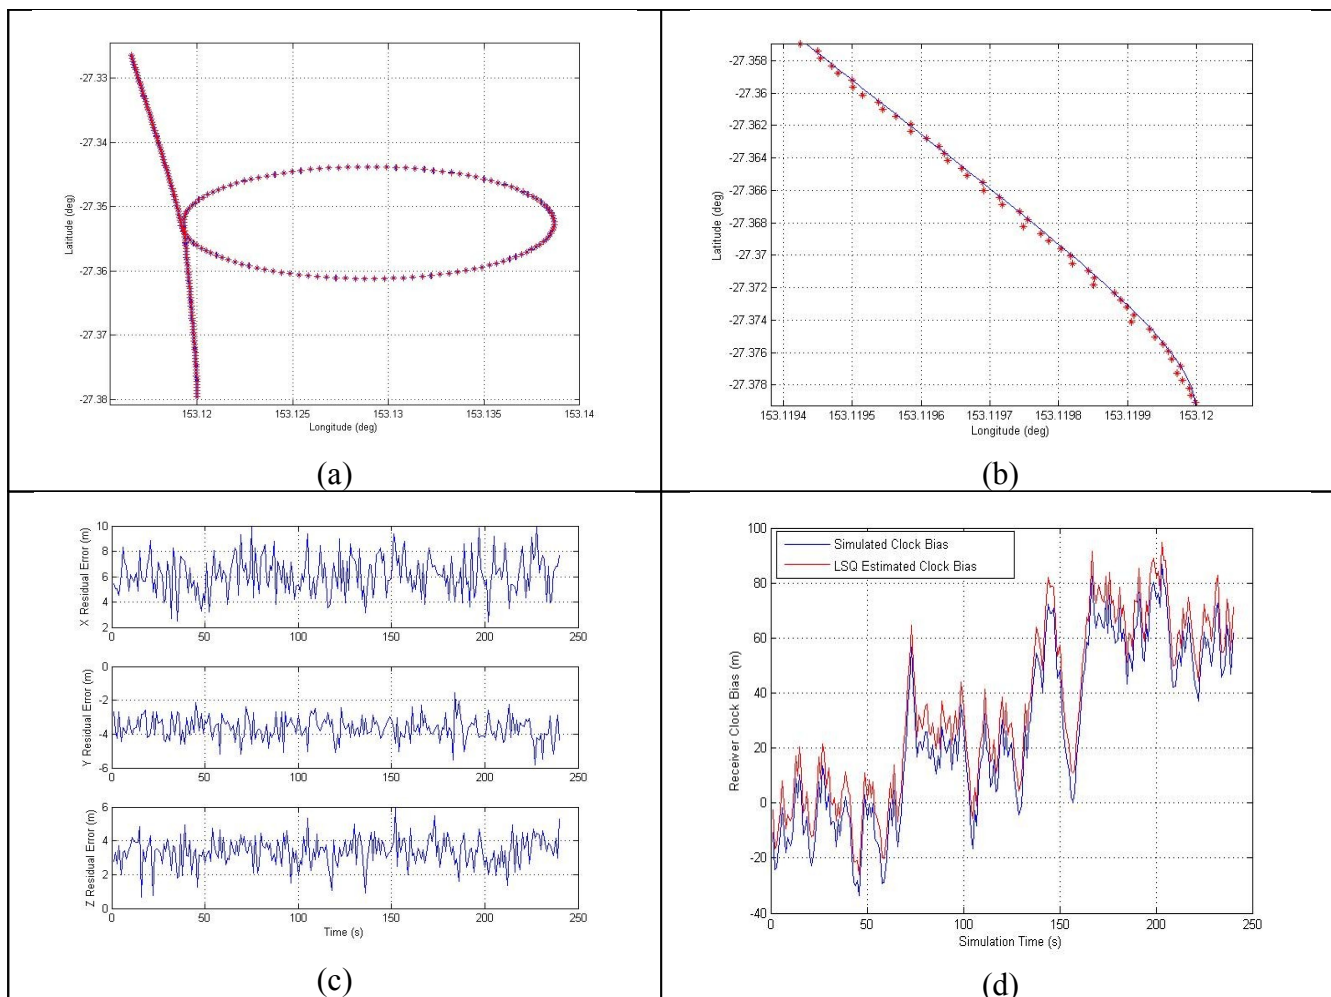 -27.33
-27.34
-27.35
-27.36
-27.37
-27.38
Latitude (deg)
153.12 153.125 153.13 153.135 153.14
Longitude (deg)
(a)
-27.358
-27.36
-27.362
-27.364
-27.366
-27.368
-27.37
-27.372
-27.374
-27.376
-27.378
Latitude (deg)
153.1194 153.1195 153.1196 153.1197 153.1198 153.1199 153.12
Longitude (deg)
(b)
X Residual Error (m)
10
8
6
4
2
0 50 100 150 200 250
Y Residual Error (m)
0
-2
-4
-6
0 50 100 150 200 250
Z Residual Error (m)
6
4
2
0
0 50 100 150 200 250
Time (s)
(c)
Simulated Clock Bias
LSQ Estimated Clock Bias
100
80
60
40
20
0
-20
-40
Receiver Clock Bias (m)
0 50 100 150 200 250
Simulation Time (s)
(d)